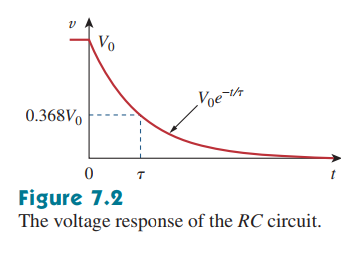 v
V₀
V₀e⁻ᵗ/τ
0.368V₀
0 τ t
Figure 7.2
The voltage response of the RC circuit.